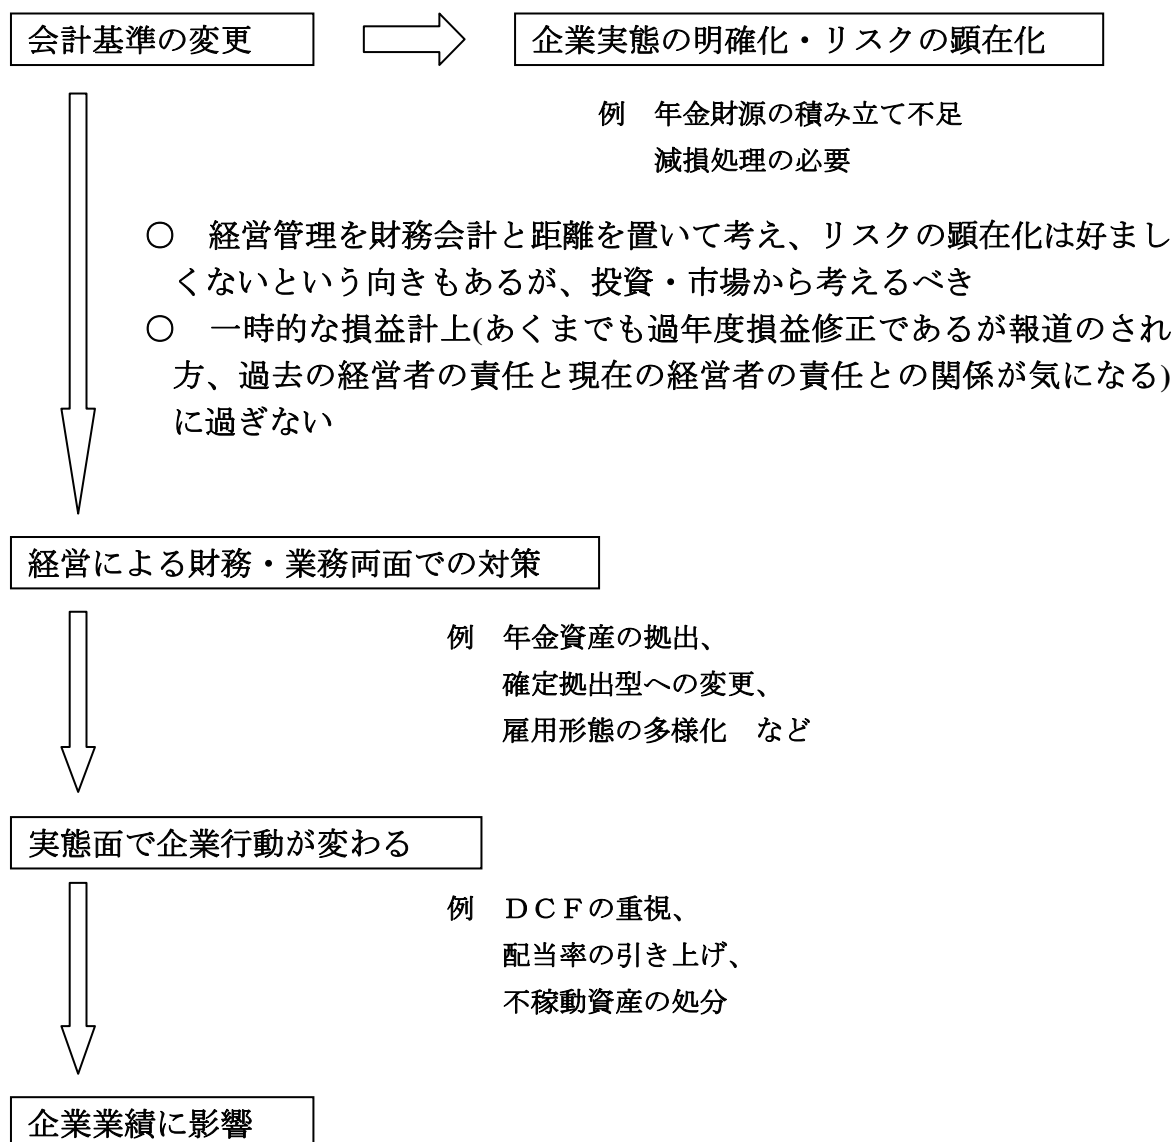 会計基準の変更
企業実態の明確化・リスクの顕在化
例　年金財源の積み立て不足
減損処理の必要
○　経営管理を財務会計と距離を置いて考え、リスクの顕在化は好まし
くないという向きもあるが、投資・市場から考えるべき
○　一時的な損益計上(あくまでも過年度損益修正であるが報道のされ
方、過去の経営者の責任と現在の経営者の責任との関係が気になる)
に過ぎない
経営による財務・業務両面での対策
例　年金資産の拠出、
確定拠出型への変更、
雇用形態の多様化　など
実態面で企業行動が変わる
例　ＤＣＦの重視、
配当率の引き上げ、
不稼動資産の処分
企業業績に影響